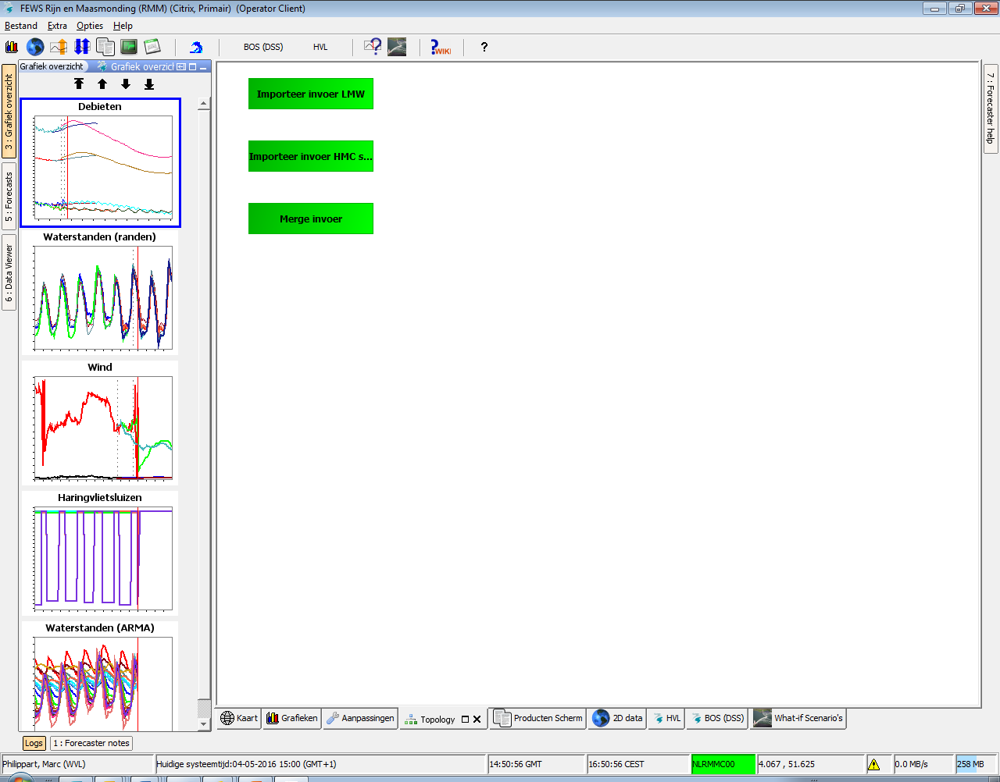 FEWS Rijn en Maasmonding (RMM) (Citrix, Primair) (Operator Client)
Bestand Extra Opties Help
BOS (DSS) HVL ? WIKI ?
Grafiek overzicht Grafiek overzicl
3 : Grafiek overzicht
5 : Forecasts
6 : Data Viewer
Debieten
Waterstanden (randen)
Wind
Haringvlietsluizen
Waterstanden (ARMA)
Importeer invoer LMW
Importeer invoer HMC s...
Merge invoer
7 : Forecaster help
Kaart Grafieken Aanpassingen Topology Producten Scherm 2D data HVL BOS (DSS) What-if Scenario's
Logs 1 : Forecaster notes
Philippart, Marc (WVL) Huidige systeemtijd:04-05-2016 15:00 (GMT+1) 14:50:56 GMT 16:50:56 CEST NLRMMC00 4.067 , 51.625 0.0 MB/s 258 MB